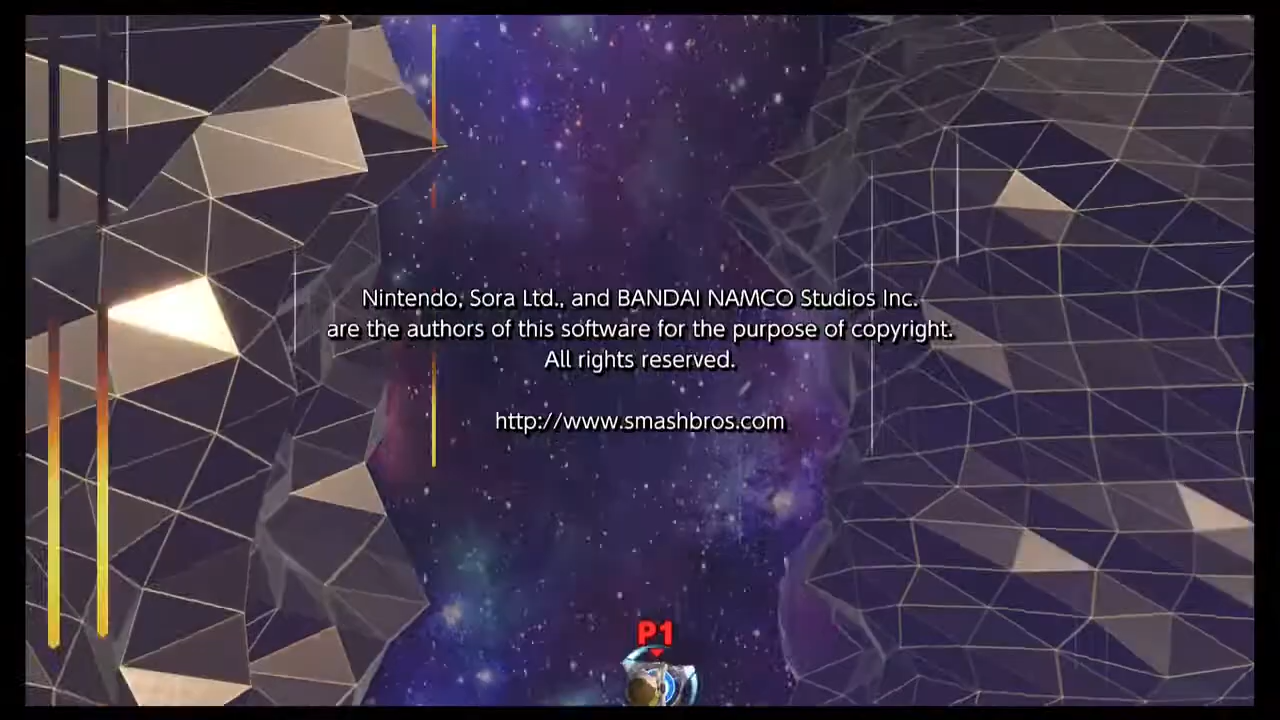 Nintendo, Sora Ltd., and BANDAI NAMCO Studios Inc.
are the authors of this software for the purpose of copyright.
All rights reserved.
http://www.smashbros.com
P1